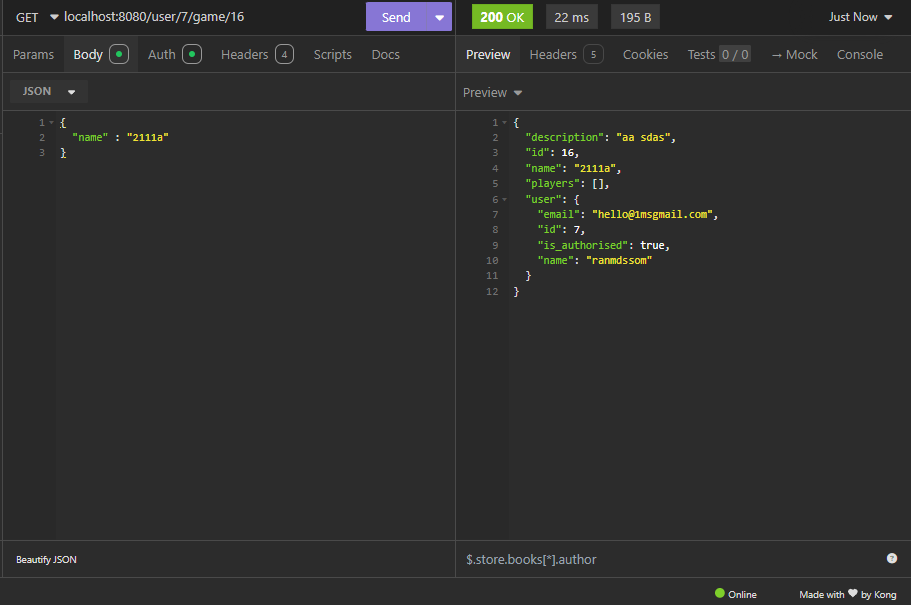 GET localhost:8080/user/7/game/16 Send 200 OK 22 ms 195 B Just Now
Params Body Auth Headers 4 Scripts Docs Preview Headers 5 Cookies Tests 0 / 0 → Mock Console
JSON
1 {
2 "name" : "2111a"
3 }
Beautify JSON
Preview
1 {
2 "description": "aa sdas",
3 "id": 16,
4 "name": "2111a",
5 "players": [],
6 "user": {
7 "email": "hello@1msgmail.com",
8 "id": 7,
9 "is_authorised": true,
10 "name": "ranmdssom"
11 }
12 }
$.store.books[*].author ?
Online Made with ❤ by Kong